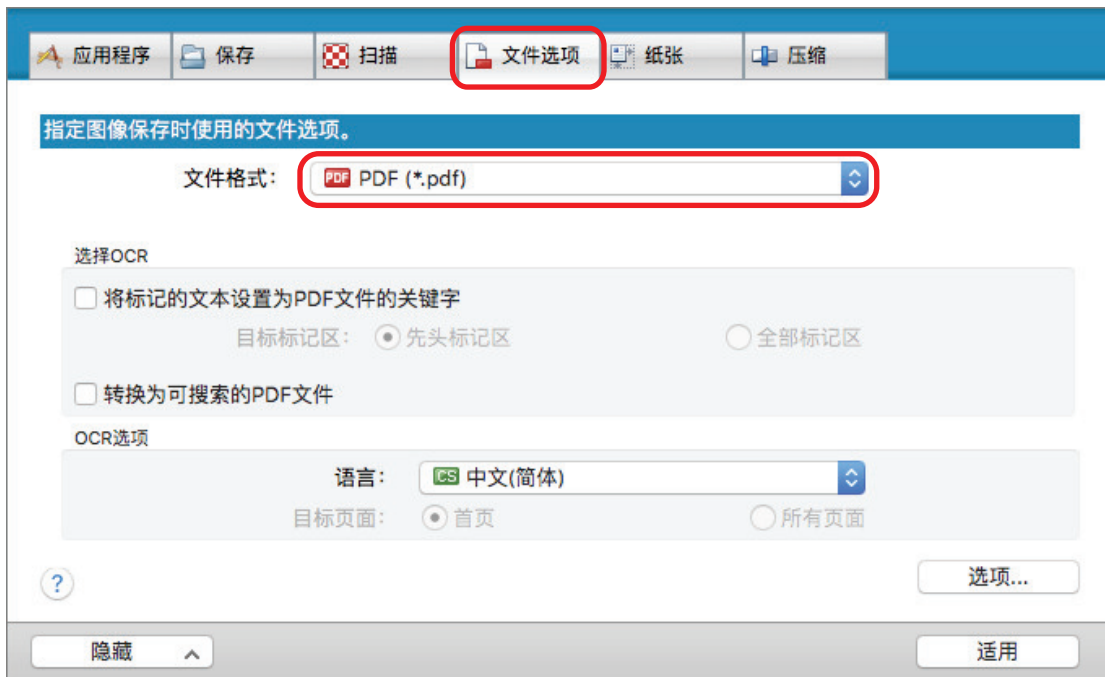 应用程序 保存 扫描 文件选项 纸张 压缩
指定图像保存时使用的文件选项。
文件格式： PDF PDF (*.pdf)
选择OCR
将标记的文本设置为PDF文件的关键字
目标标记区： 先头标记区 全部标记区
转换为可搜索的PDF文件
OCR选项
语言： CS 中文(简体)
目标页面： 首页 所有页面
? 选项...
隐藏 适用